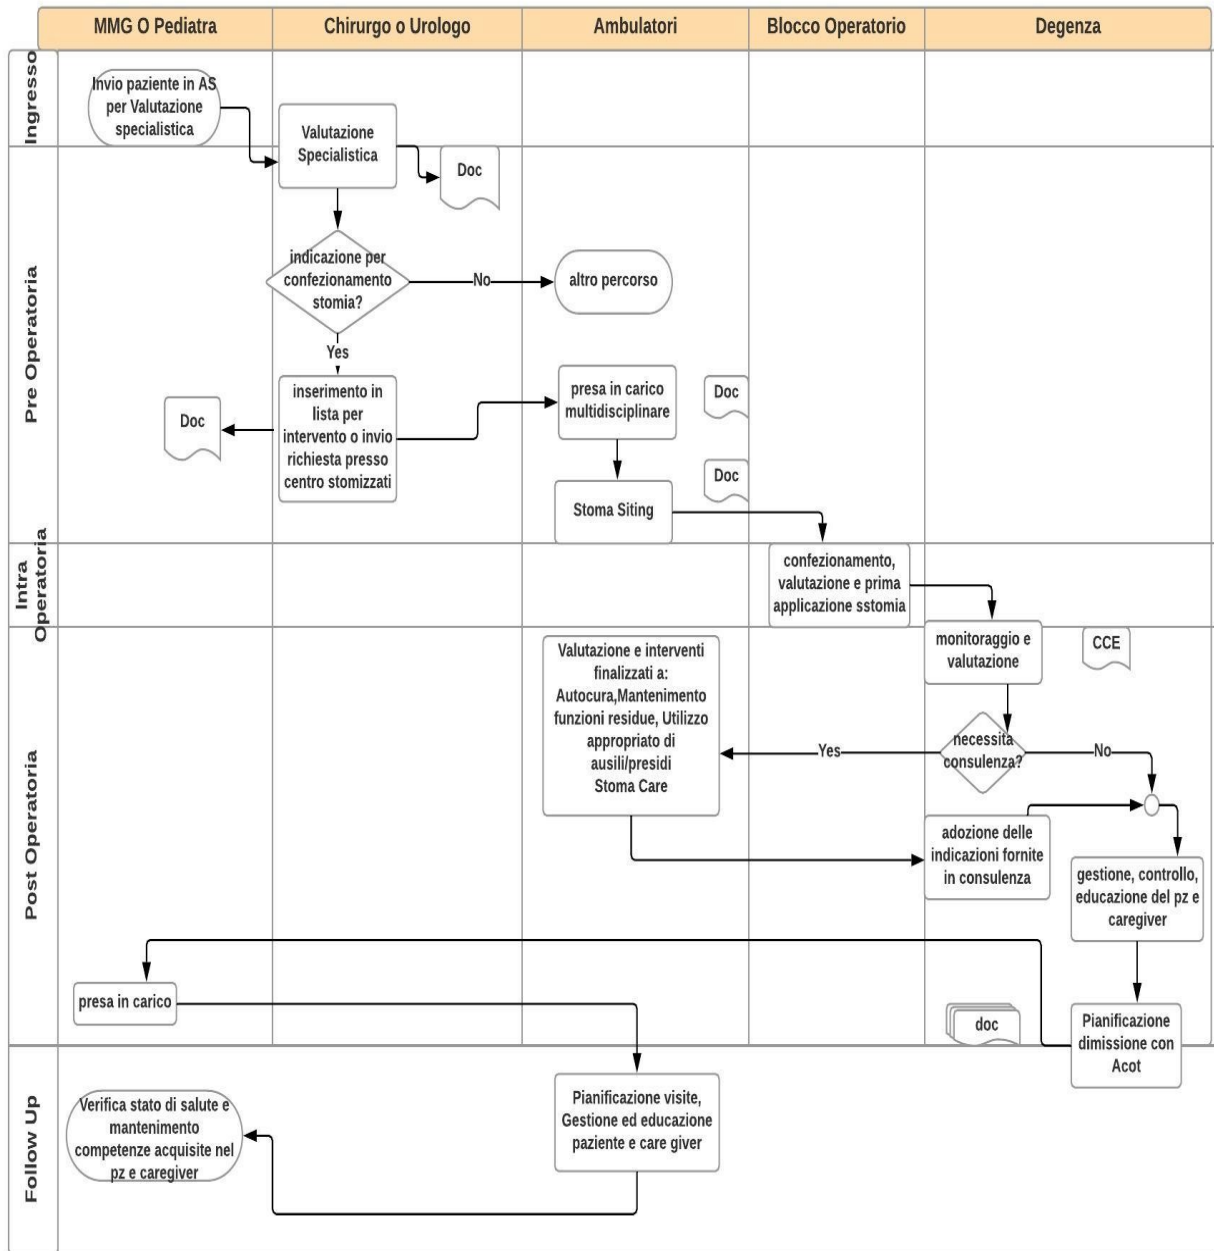 MMG O Pediatra
Chirurgo o Urologo
Ambulatori
Blocco Operatorio
Degenza
Ingresso
Invio paziente in AS
per Valutazione
specialistica
Valutazione
Specialistica
Doc
Pre Operatoria
indicazione per
confezionamento
stomia?
No
altro percorso
Yes
inserimento in
lista per
intervento o invio
richiesta presso
centro stomizzati
Doc
presa in carico
multidisciplinare
Doc
Stoma Siting
Doc
Intra
Operatoria
confezionamento,
valutazione e prima
applicazione sstomia
Post Operatoria
monitoraggio e
valutazione
CCE
necessita
consulenza?
Yes
No
Valutazione e interventi
finalizzati a:
Autocura,Mantenimento
funzioni residue, Utilizzo
appropriato di
ausili/presidi
Stoma Care
adozione delle
indicazioni fornite
in consulenza
gestione, controllo,
educazione del pz e
caregiver
presa in carico
doc
Pianificazione
dimissione con
Acot
Follow Up
Pianificazione visite,
Gestione ed educazione
paziente e care giver
Verifica stato di salute e
mantenimento
competenze acquisite nel
pz e caregiver